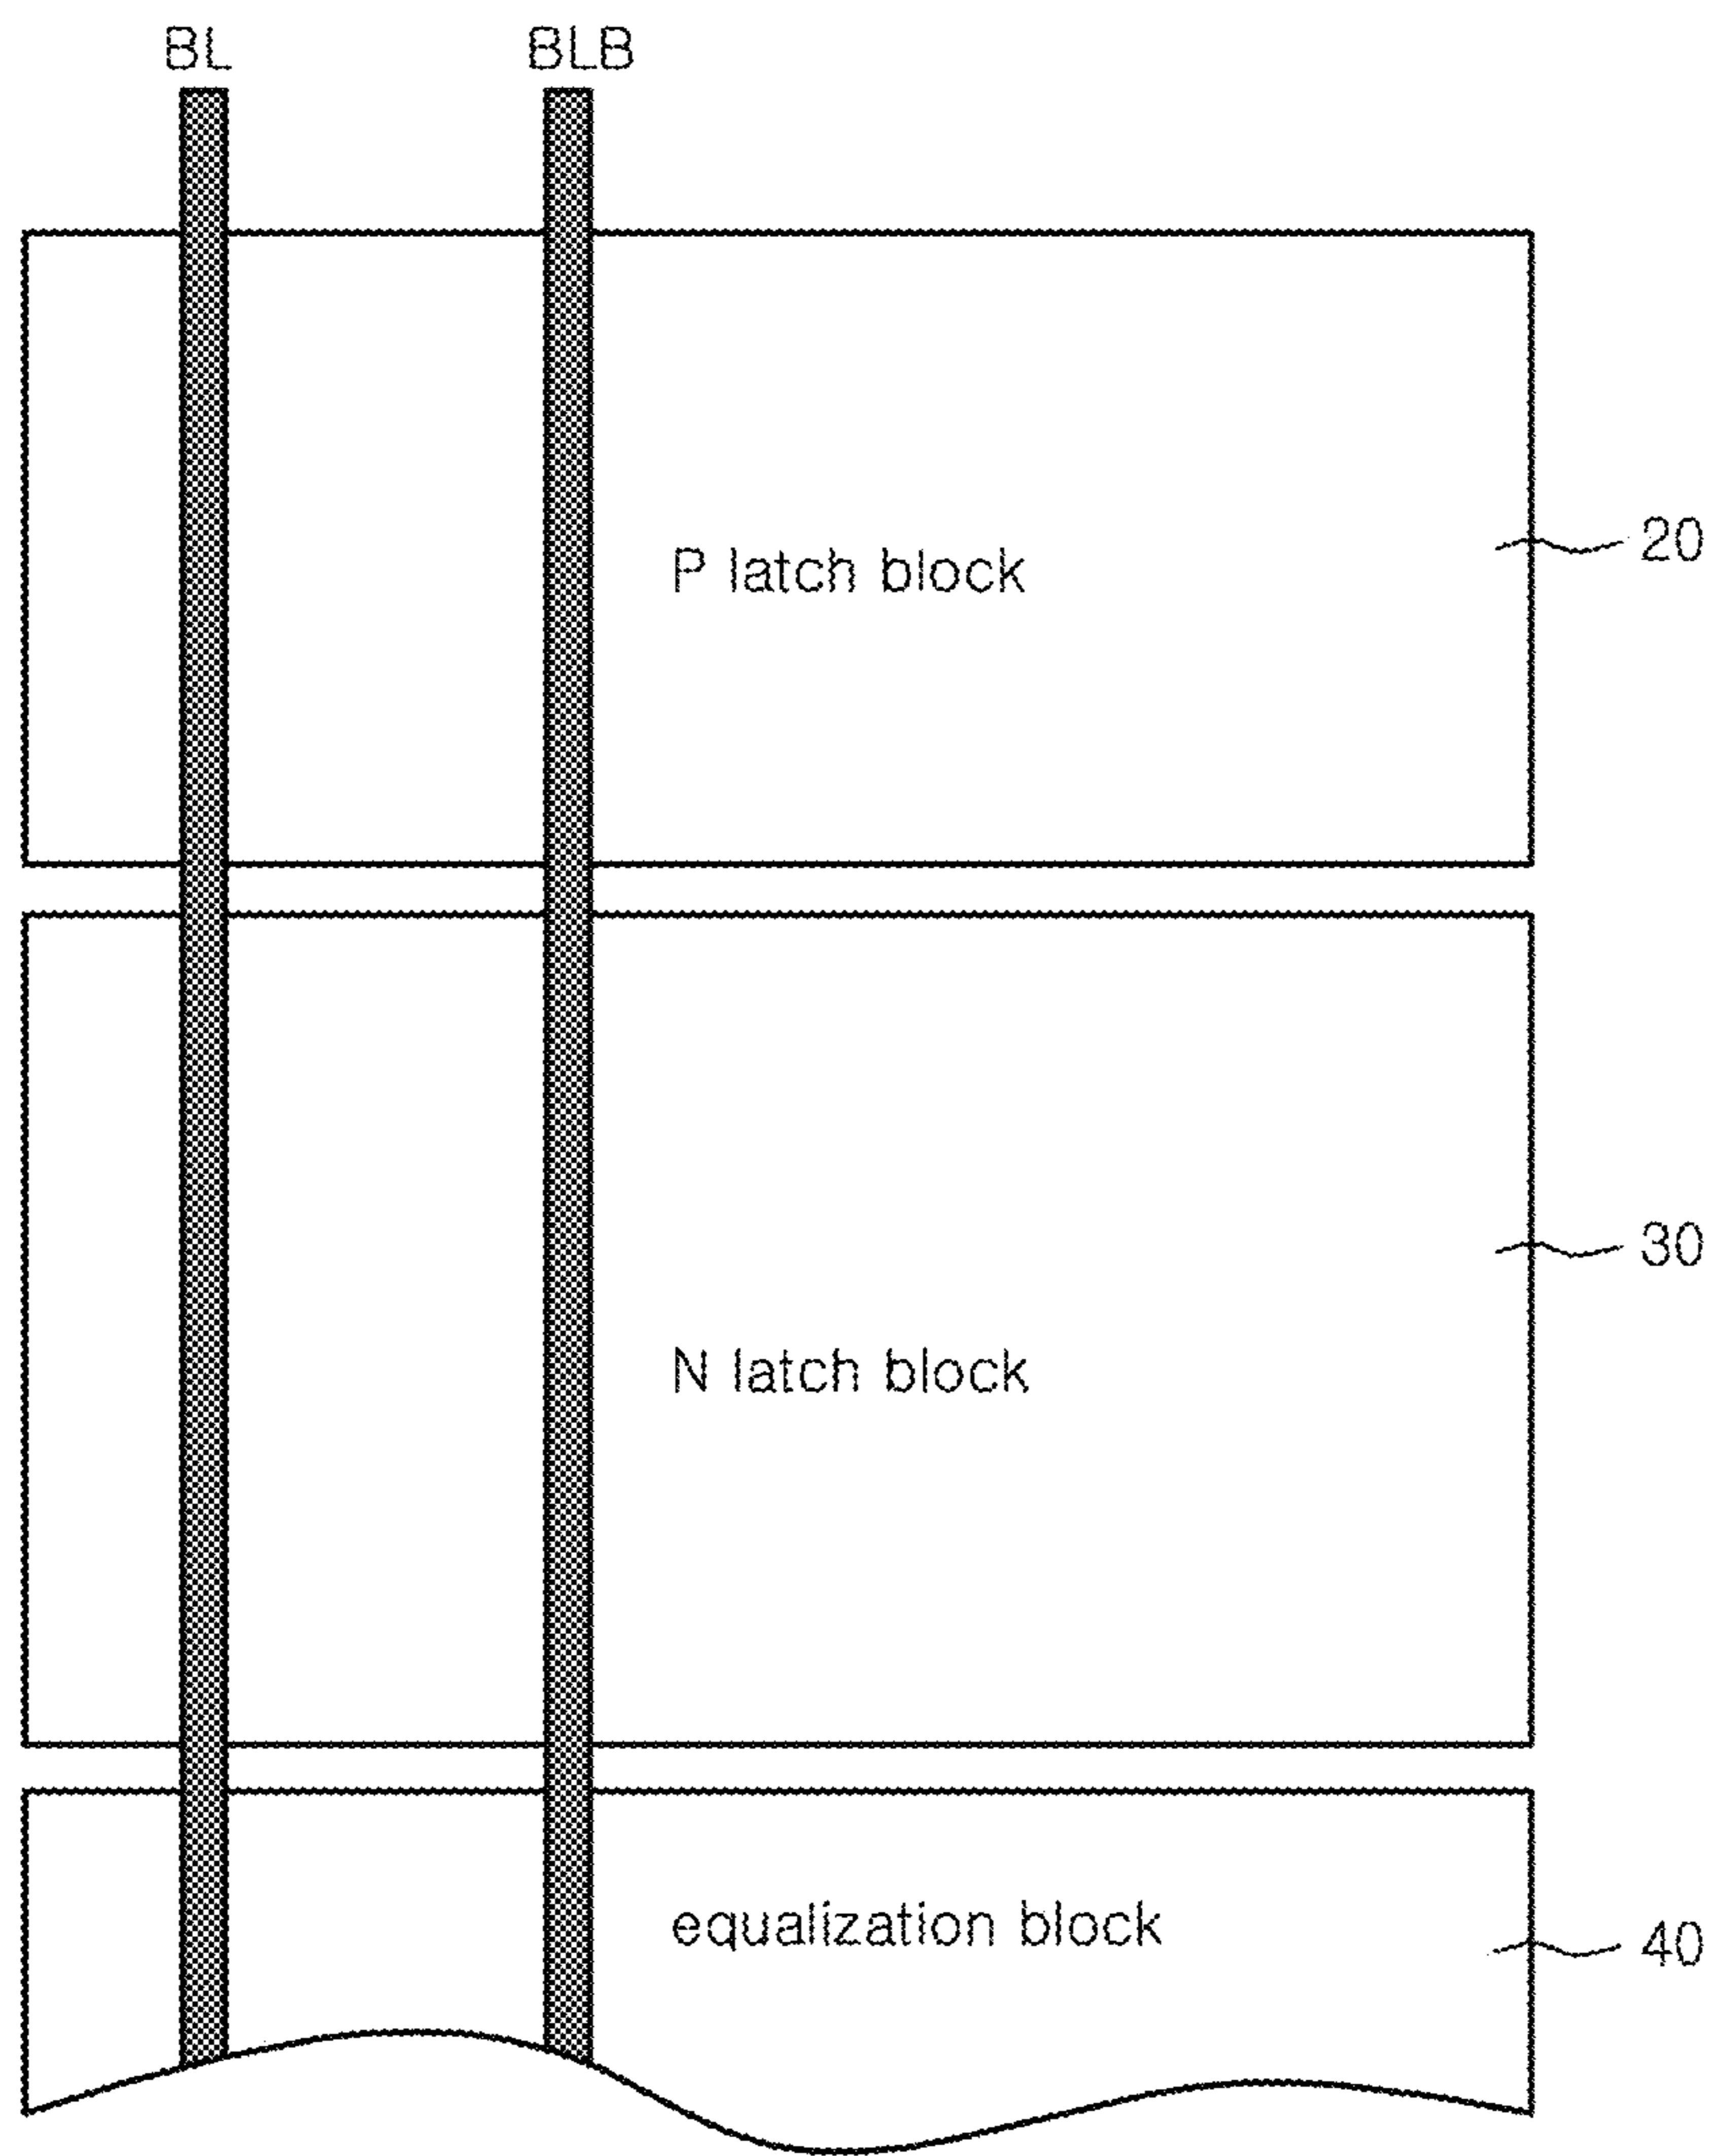 BL BLB
P latch block
20
30
N latch block
equalization block
40